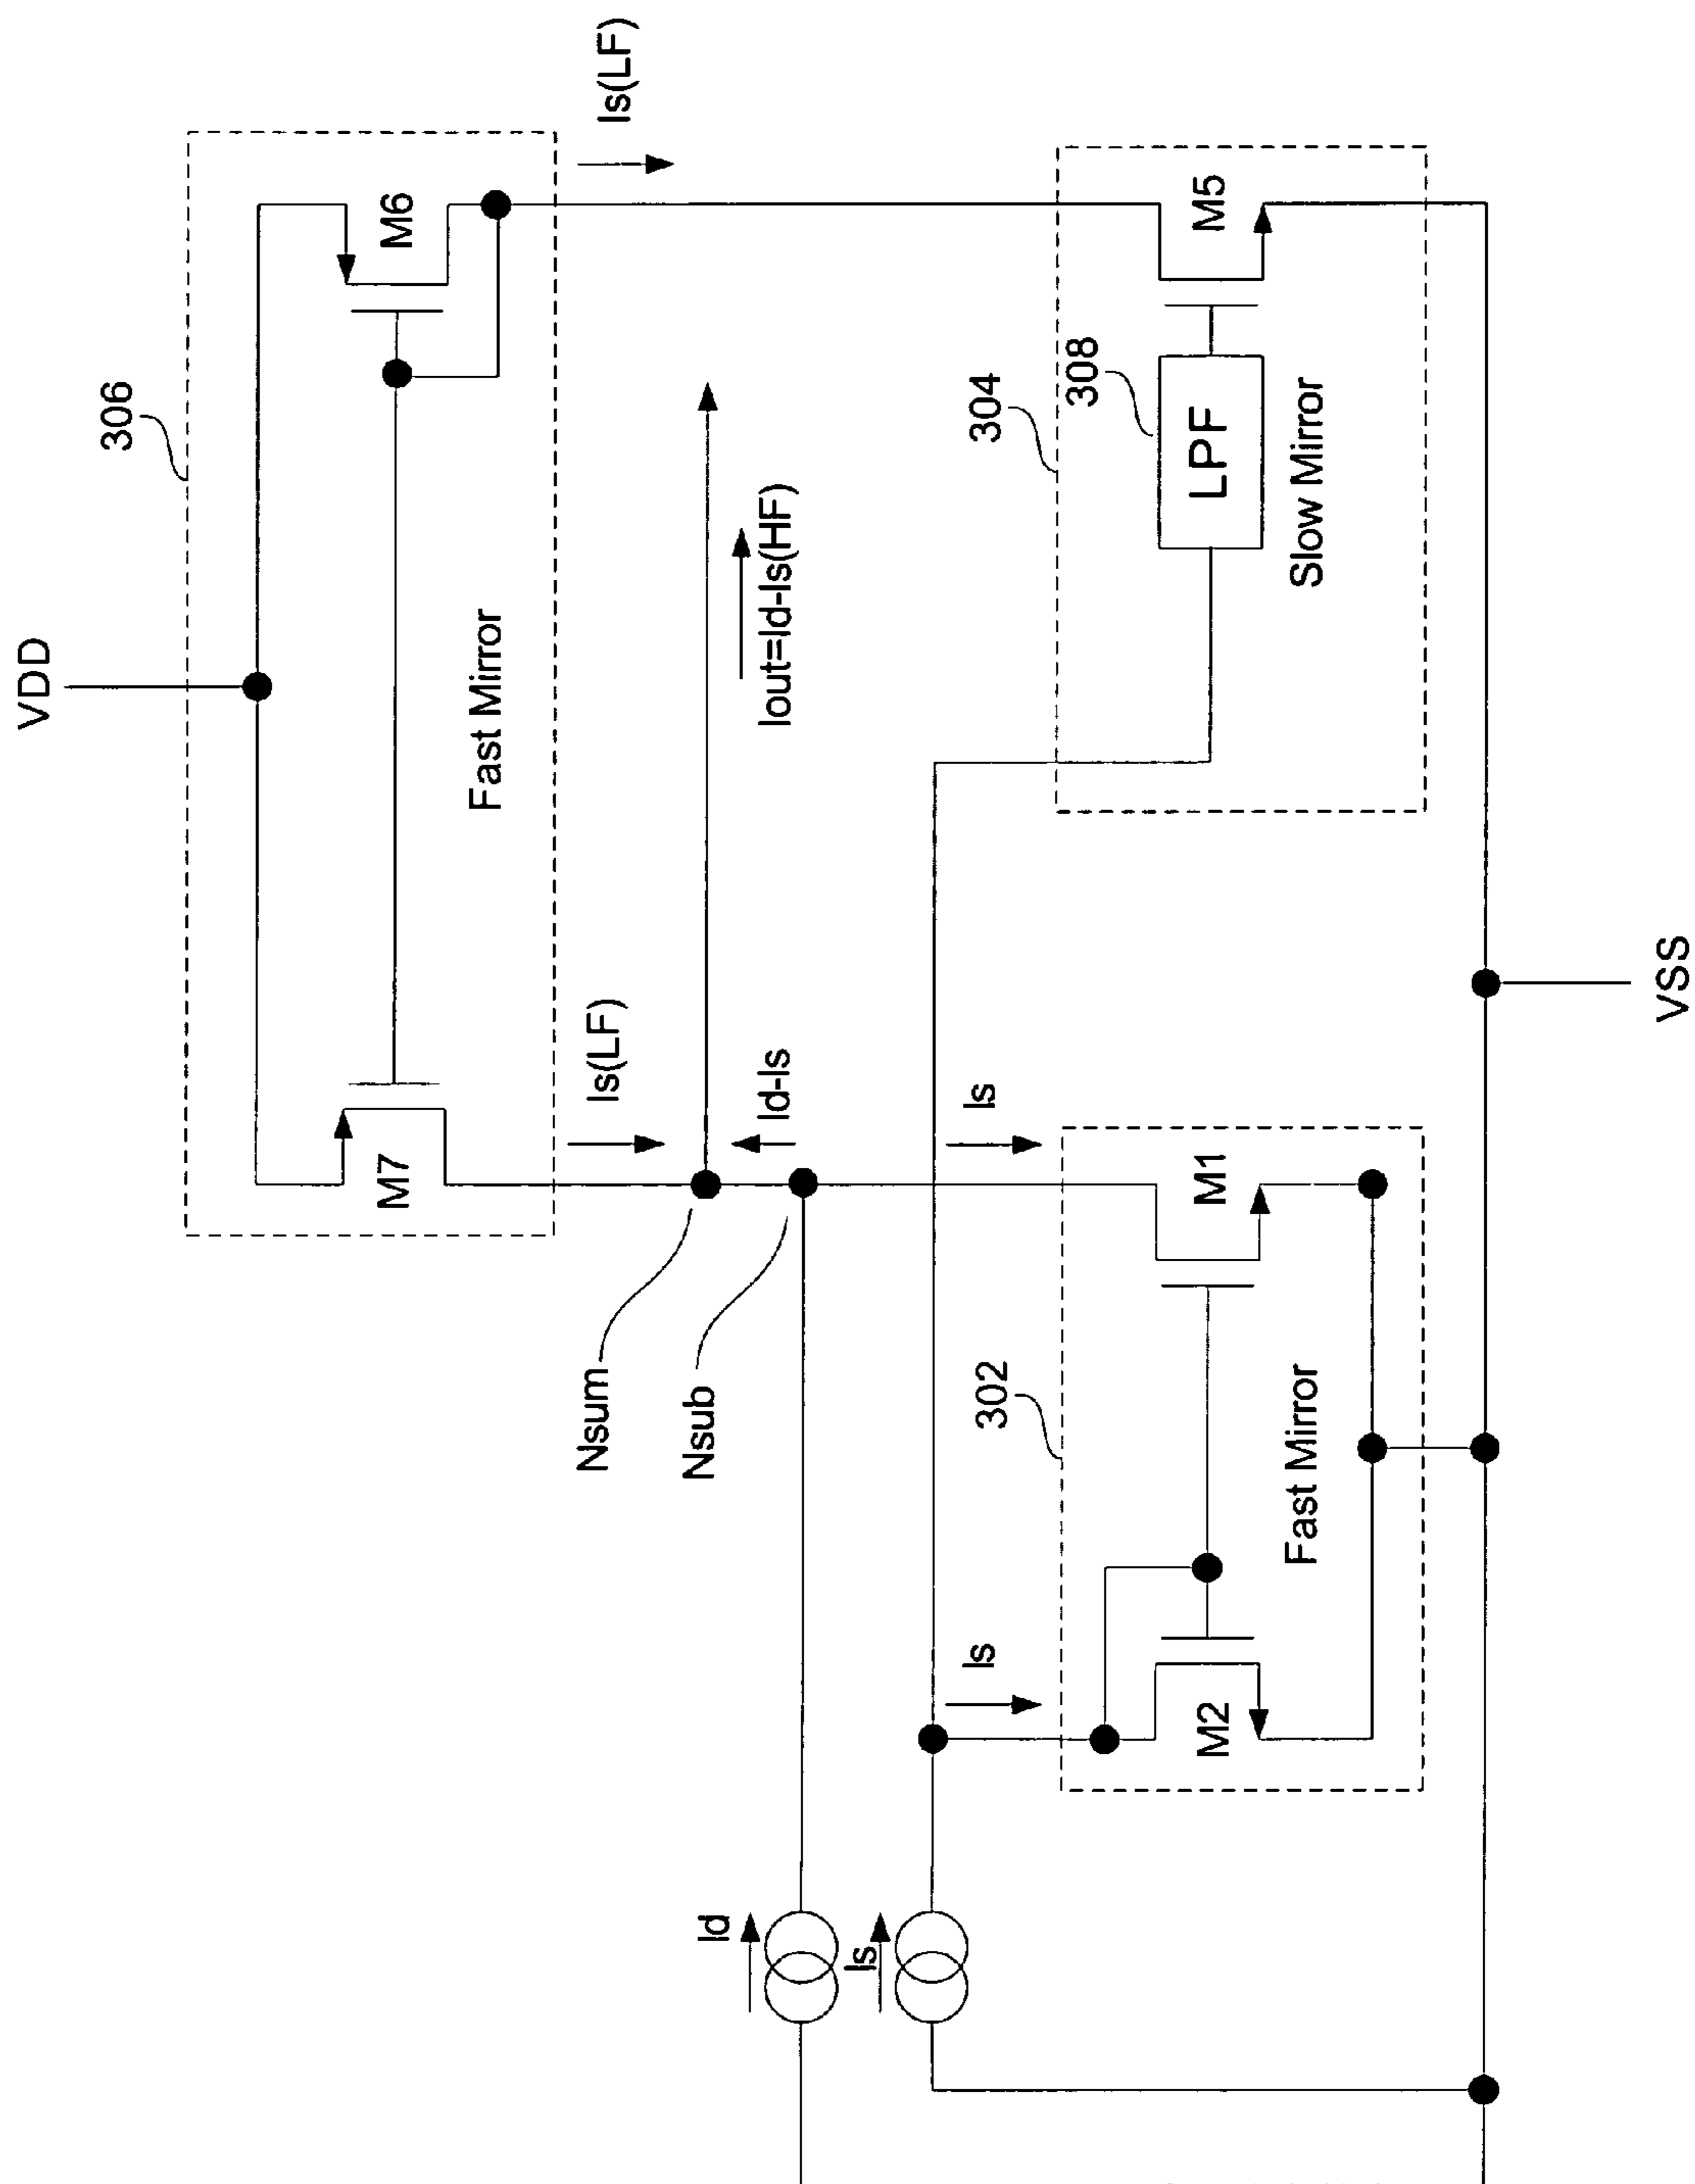 VDD
306
M7
M6
Fast Mirror
Is(LF)
Is(LF)
Nsum
Nsub
Id-Is
Iout=Id-Is(HF)
Id
Is
Is
Is
302
M2
M1
Fast Mirror
304
308
LPF
M5
Slow Mirror
VSS